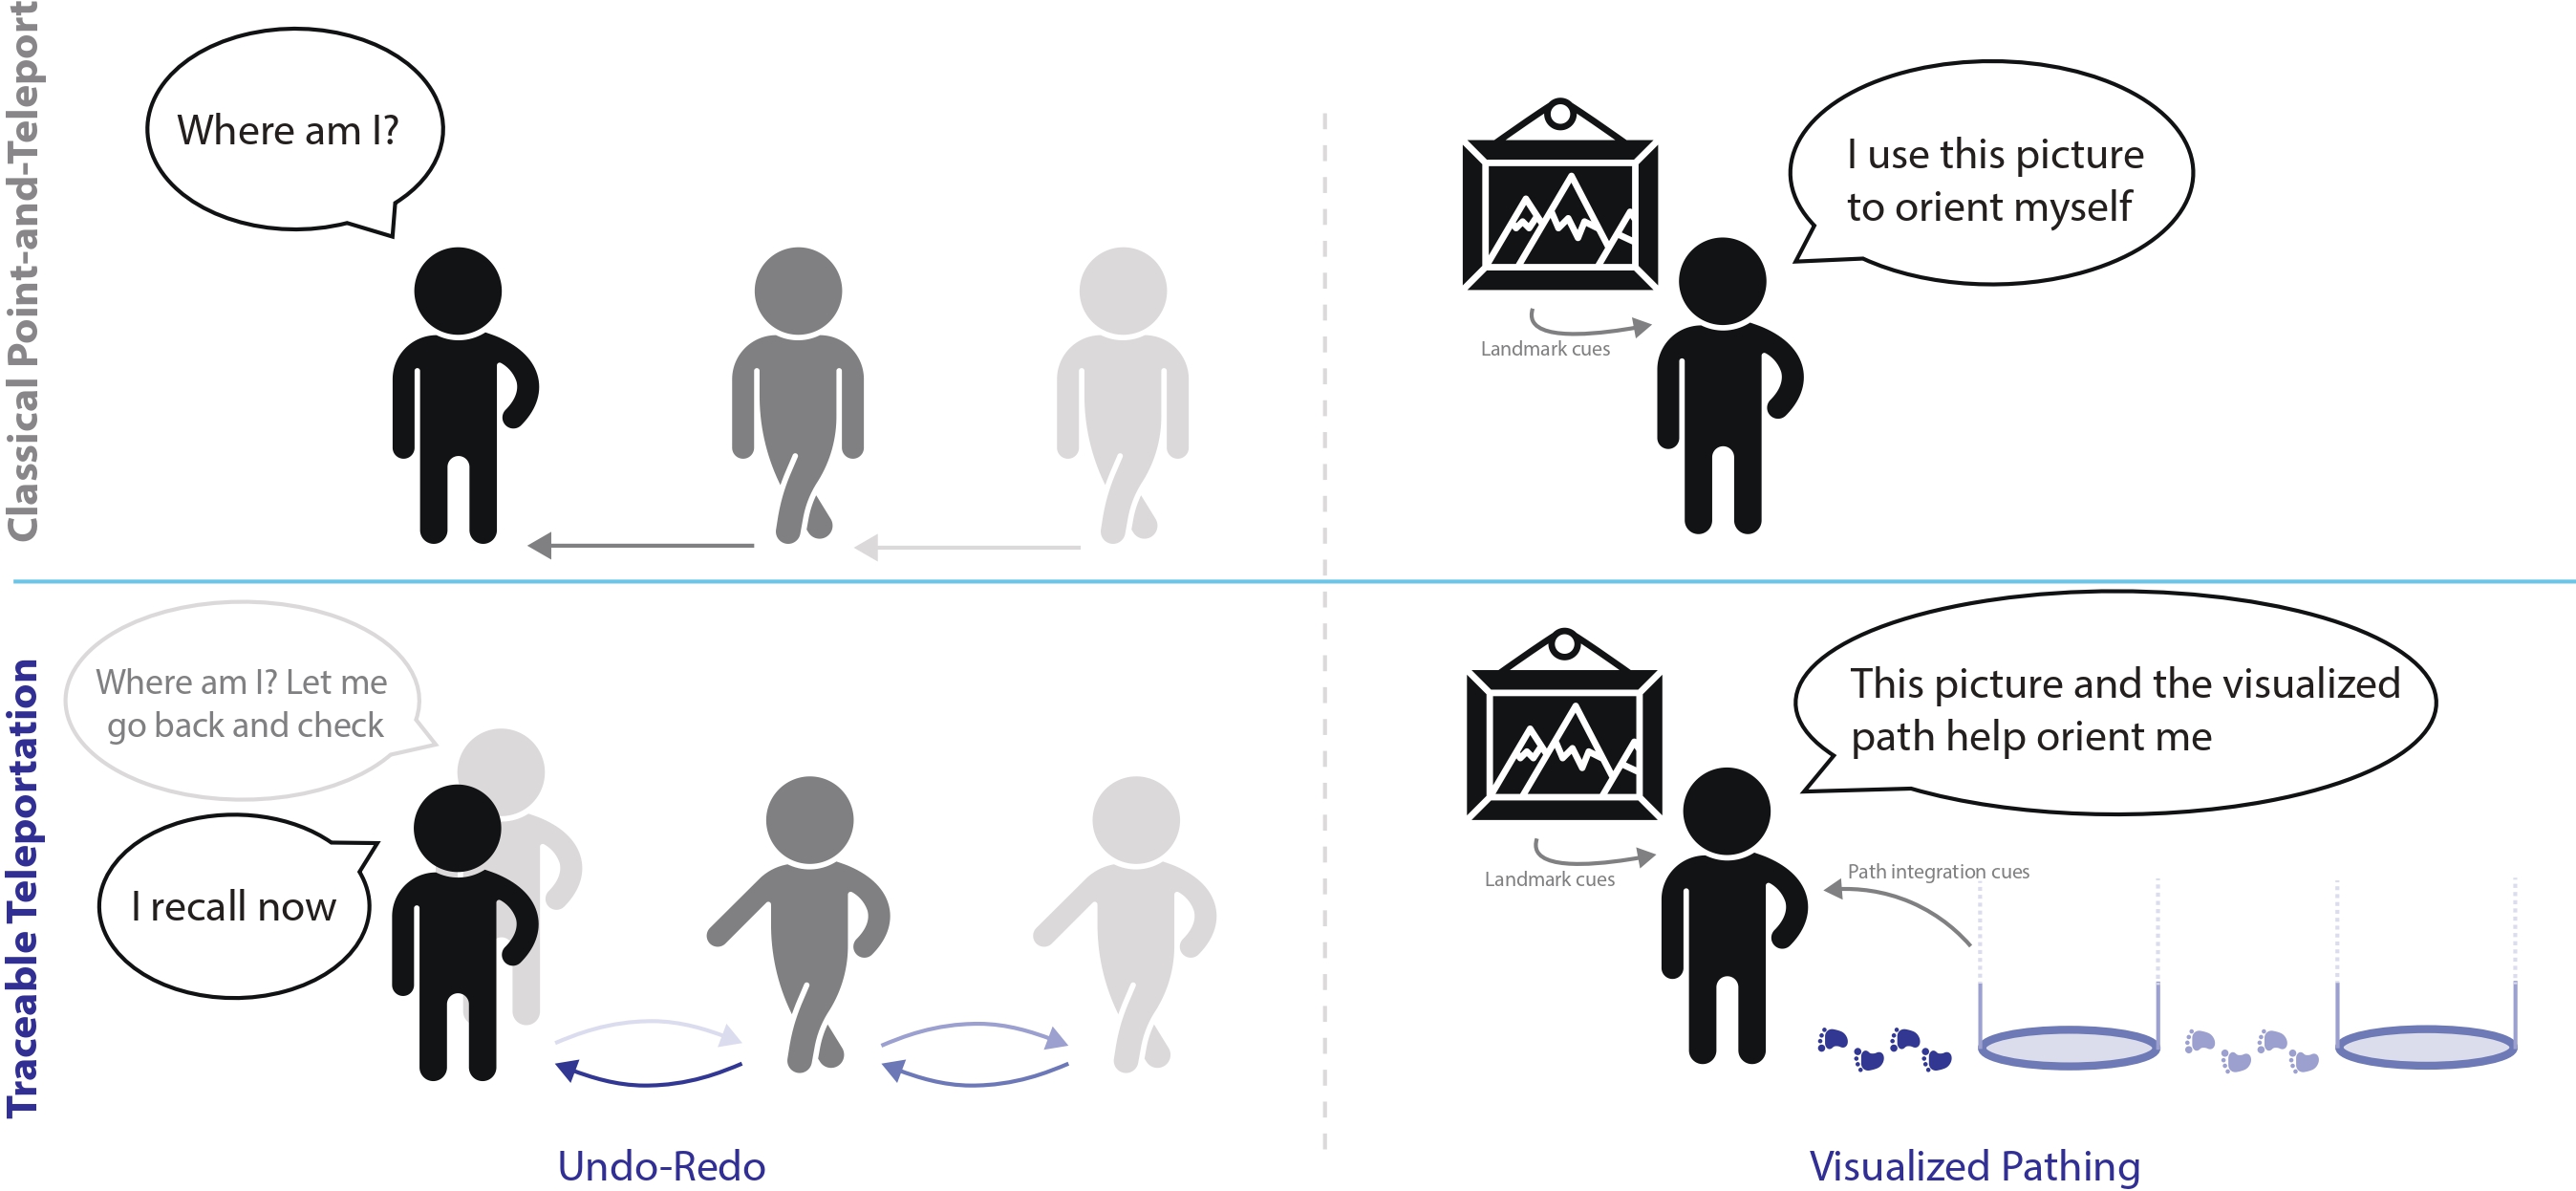 Classical Point-and-Teleport
Where am I?
I use this picture
to orient myself
Landmark cues
Traceable Teleportation
Where am I? Let me
go back and check
I recall now
This picture and the visualized
path help orient me
Landmark cues
Path integration cues
Undo-Redo
Visualized Pathing